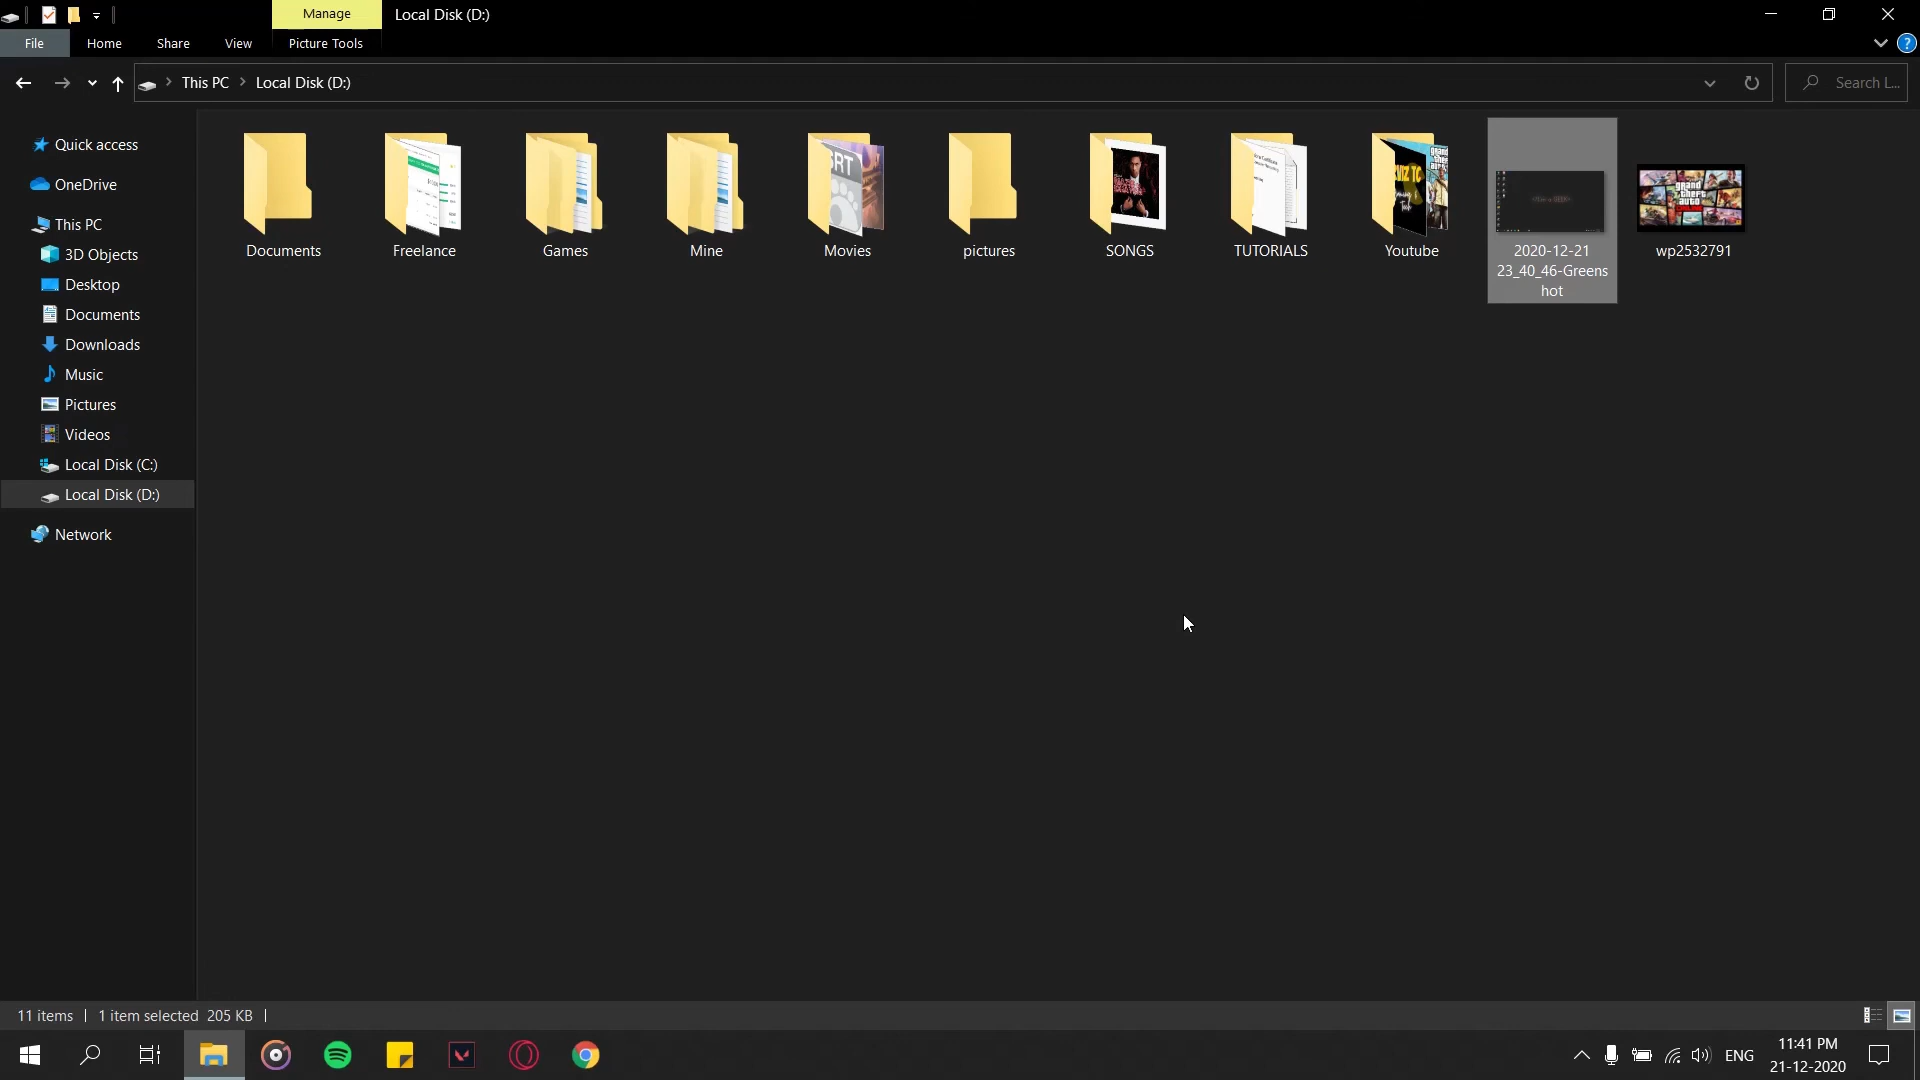 Manage
Local Disk (D:)
File
Home
Share
View
Picture Tools
This PC
Local Disk (D:)
Search L...
Quick access
OneDrive
This PC
3D Objects
Desktop
Documents
Downloads
Music
Pictures
Videos
Local Disk (C:)
Local Disk (D:)
Network
Documents
Freelance
Games
Mine
Movies
pictures
SONGS
TUTORIALS
Youtube
2020-12-21
23_40_46-Greens
hot
wp2532791
grand
theft
auto
11 items
1 item selected 205 KB
ENG
11:41 PM
21-12-2020